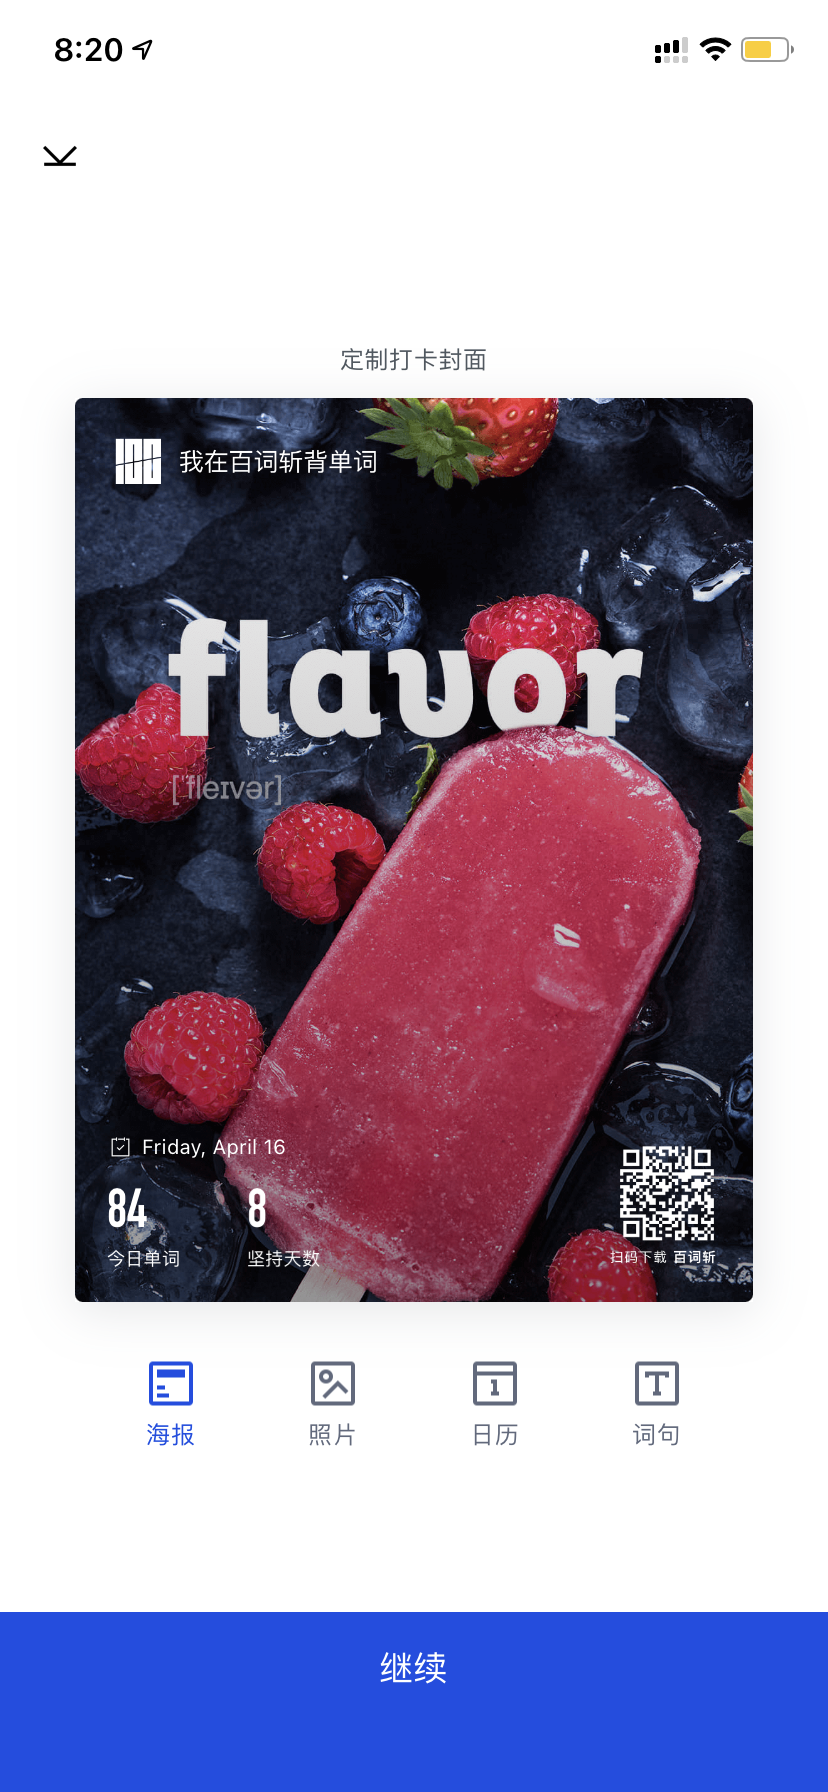 8:20
定制打卡封面
我在百词斩背单词
flavor
[ˈfleɪvər]
Friday, April 16
84
8
今日单词
坚持天数
扫码下载 百词斩
海报
照片
1
日历
T
词句
继续